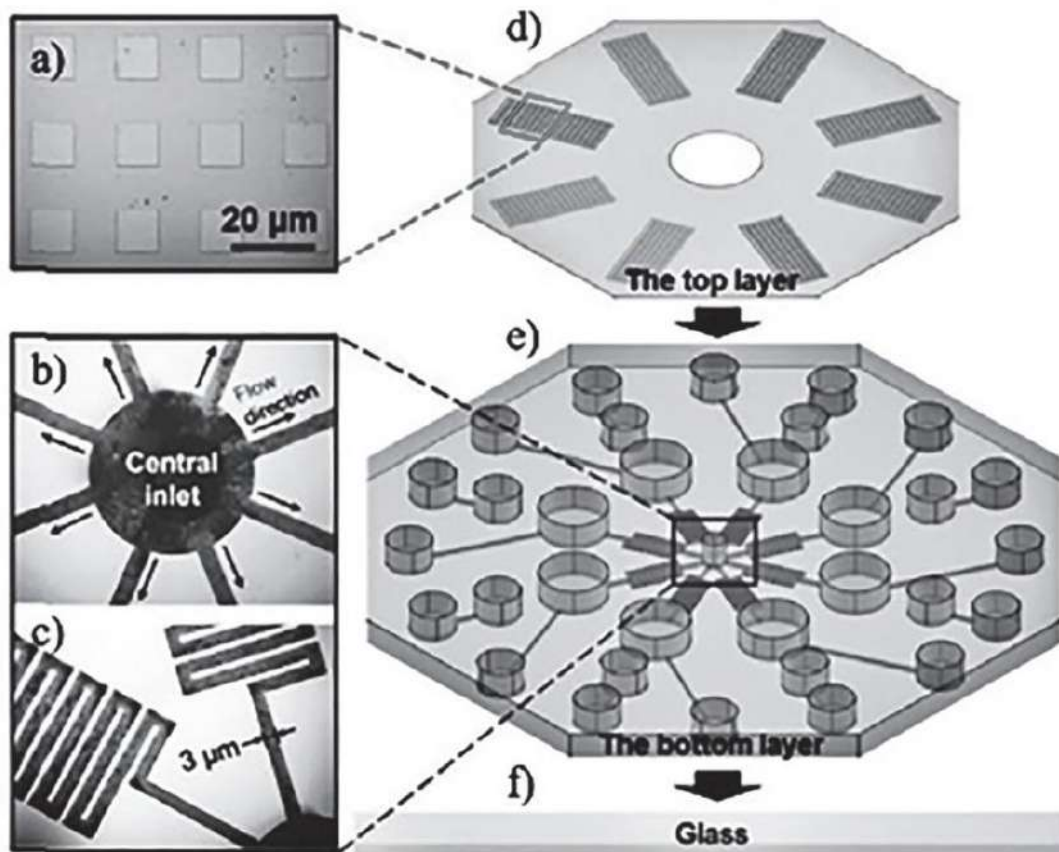 a)
20 μm
d)
The top layer
b)
Flow
direction
Central
inlet
c)
3 μm
e)
The bottom layer
f)
Glass